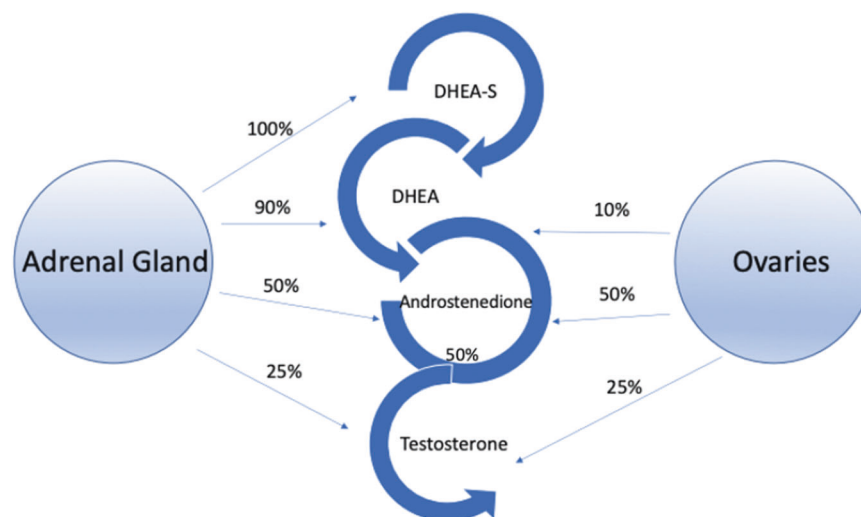 DHEA-S
100%
DHEA
90%
10%
Adrenal Gland
Ovaries
50%
Androstenedione
50%
50%
25%
25%
Testosterone